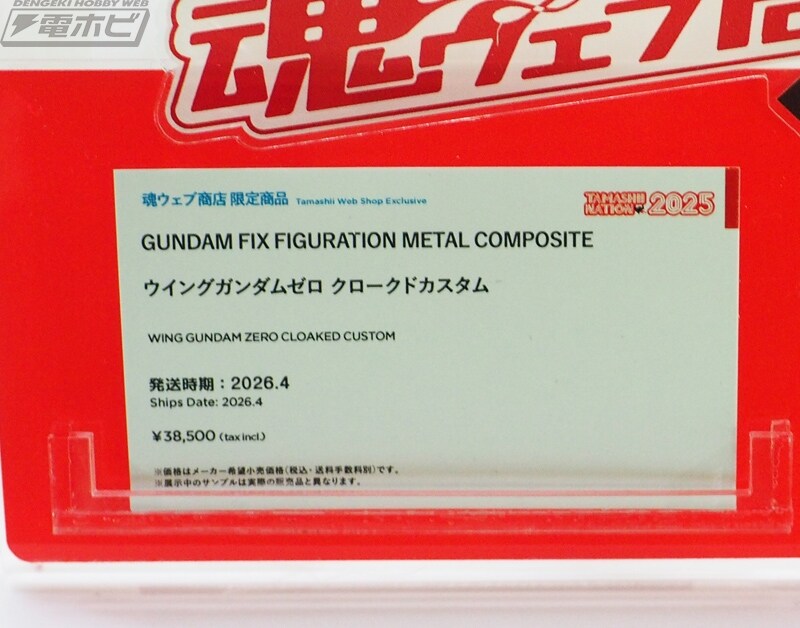 DENGEKI HOBBY WEB
電ホビ
魂ウェブ商店
魂ウェブ商店 限定商品 Tamashii Web Shop Exclusive
TAMASHII NATION 2025
GUNDAM FIX FIGURATION METAL COMPOSITE
ウイングガンダムゼロ クロークドカスタム
WING GUNDAM ZERO CLOAKED CUSTOM
発送時期：2026.4
Ships Date: 2026.4
¥38,500 (tax incl.)
※価格はメーカー希望小売価格(税込・送料手数料別)です。
※展示中のサンプルは実際の販売品と異なります。